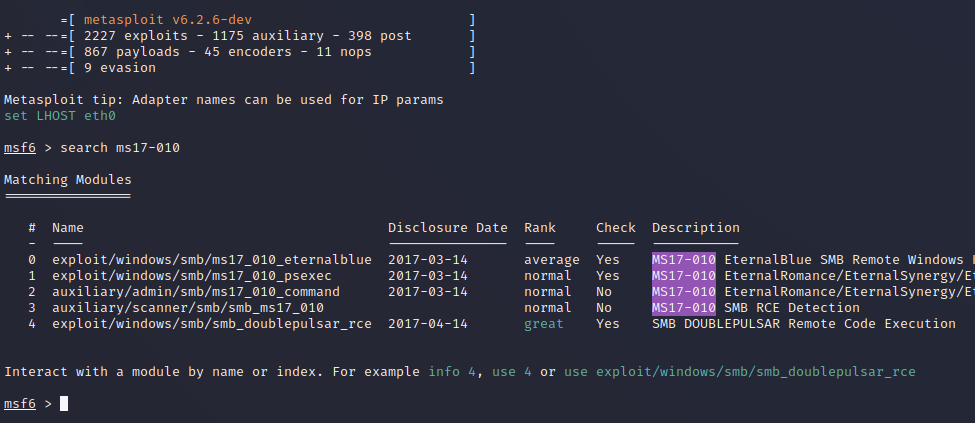 =[ metasploit v6.2.6-dev ]
+ -- --=[ 2227 exploits - 1175 auxiliary - 398 post ]
+ -- --=[ 867 payloads - 45 encoders - 11 nops ]
+ -- --=[ 9 evasion ]
Metasploit tip: Adapter names can be used for IP params
set LHOST eth0
msf6 > search ms17-010
Matching Modules
================
# Name Disclosure Date Rank Check Description
- ---- --------------- ---- ----- -----------
0 exploit/windows/smb/ms17_010_eternalblue 2017-03-14 average Yes MS17-010 EternalBlue SMB Remote Windows
1 exploit/windows/smb/ms17_010_psexec 2017-03-14 normal Yes MS17-010 EternalRomance/EternalSynergy/Et
2 auxiliary/admin/smb/ms17_010_command 2017-03-14 normal No MS17-010 EternalRomance/EternalSynergy/Et
3 auxiliary/scanner/smb/smb_ms17_010 normal No MS17-010 SMB RCE Detection
4 exploit/windows/smb/smb_doublepulsar_rce 2017-04-14 great Yes SMB DOUBLEPULSAR Remote Code Execution
Interact with a module by name or index. For example info 4, use 4 or use exploit/windows/smb/smb_doublepulsar_rce
msf6 >